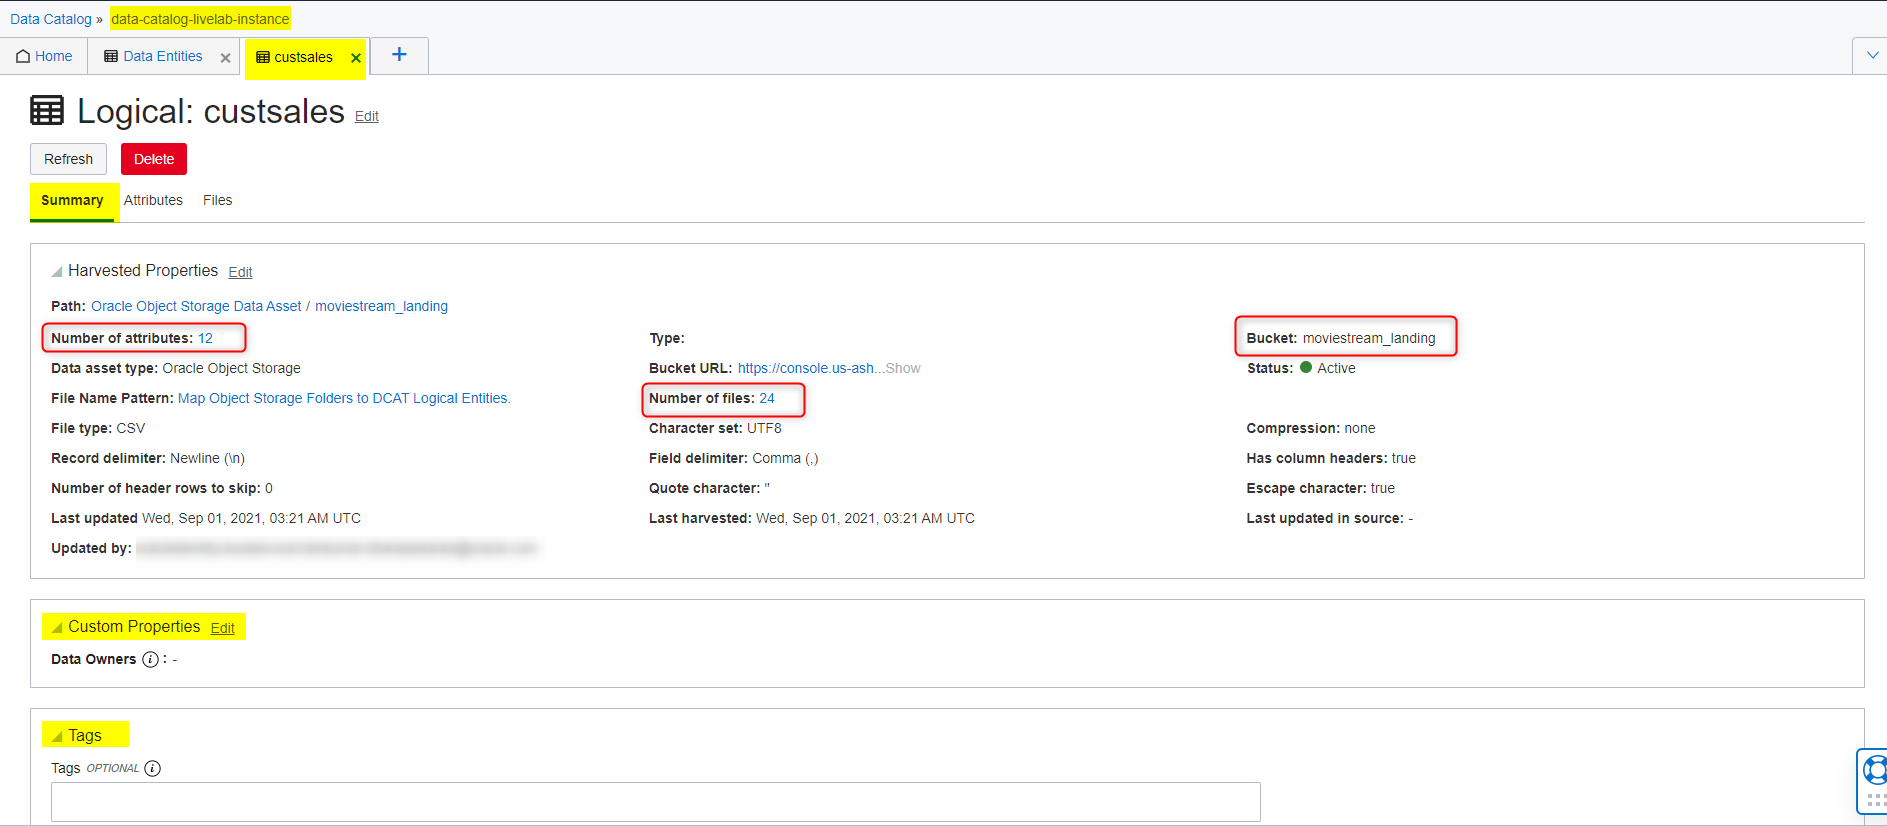 Data Catalog » data-catalog-livelab-instance
Home Data Entities × custsales × +
Logical: custsales Edit
Refresh Delete
Summary Attributes Files
Harvested Properties Edit
Path: Oracle Object Storage Data Asset / moviestream_landing
Number of attributes: 12 Type: Bucket: moviestream_landing
Data asset type: Oracle Object Storage Bucket URL: https://console.us-ash...Show Status: Active
File Name Pattern: Map Object Storage Folders to DCAT Logical Entities. Number of files: 24
File type: CSV Character set: UTF8 Compression: none
Record delimiter: Newline (\n) Field delimiter: Comma (,) Has column headers: true
Number of header rows to skip: 0 Quote character: " Escape character: true
Last updated Wed, Sep 01, 2021, 03:21 AM UTC Last harvested: Wed, Sep 01, 2021, 03:21 AM UTC Last updated in source: -
Updated by:
Custom Properties Edit
Data Owners i : -
Tags
Tags OPTIONAL i